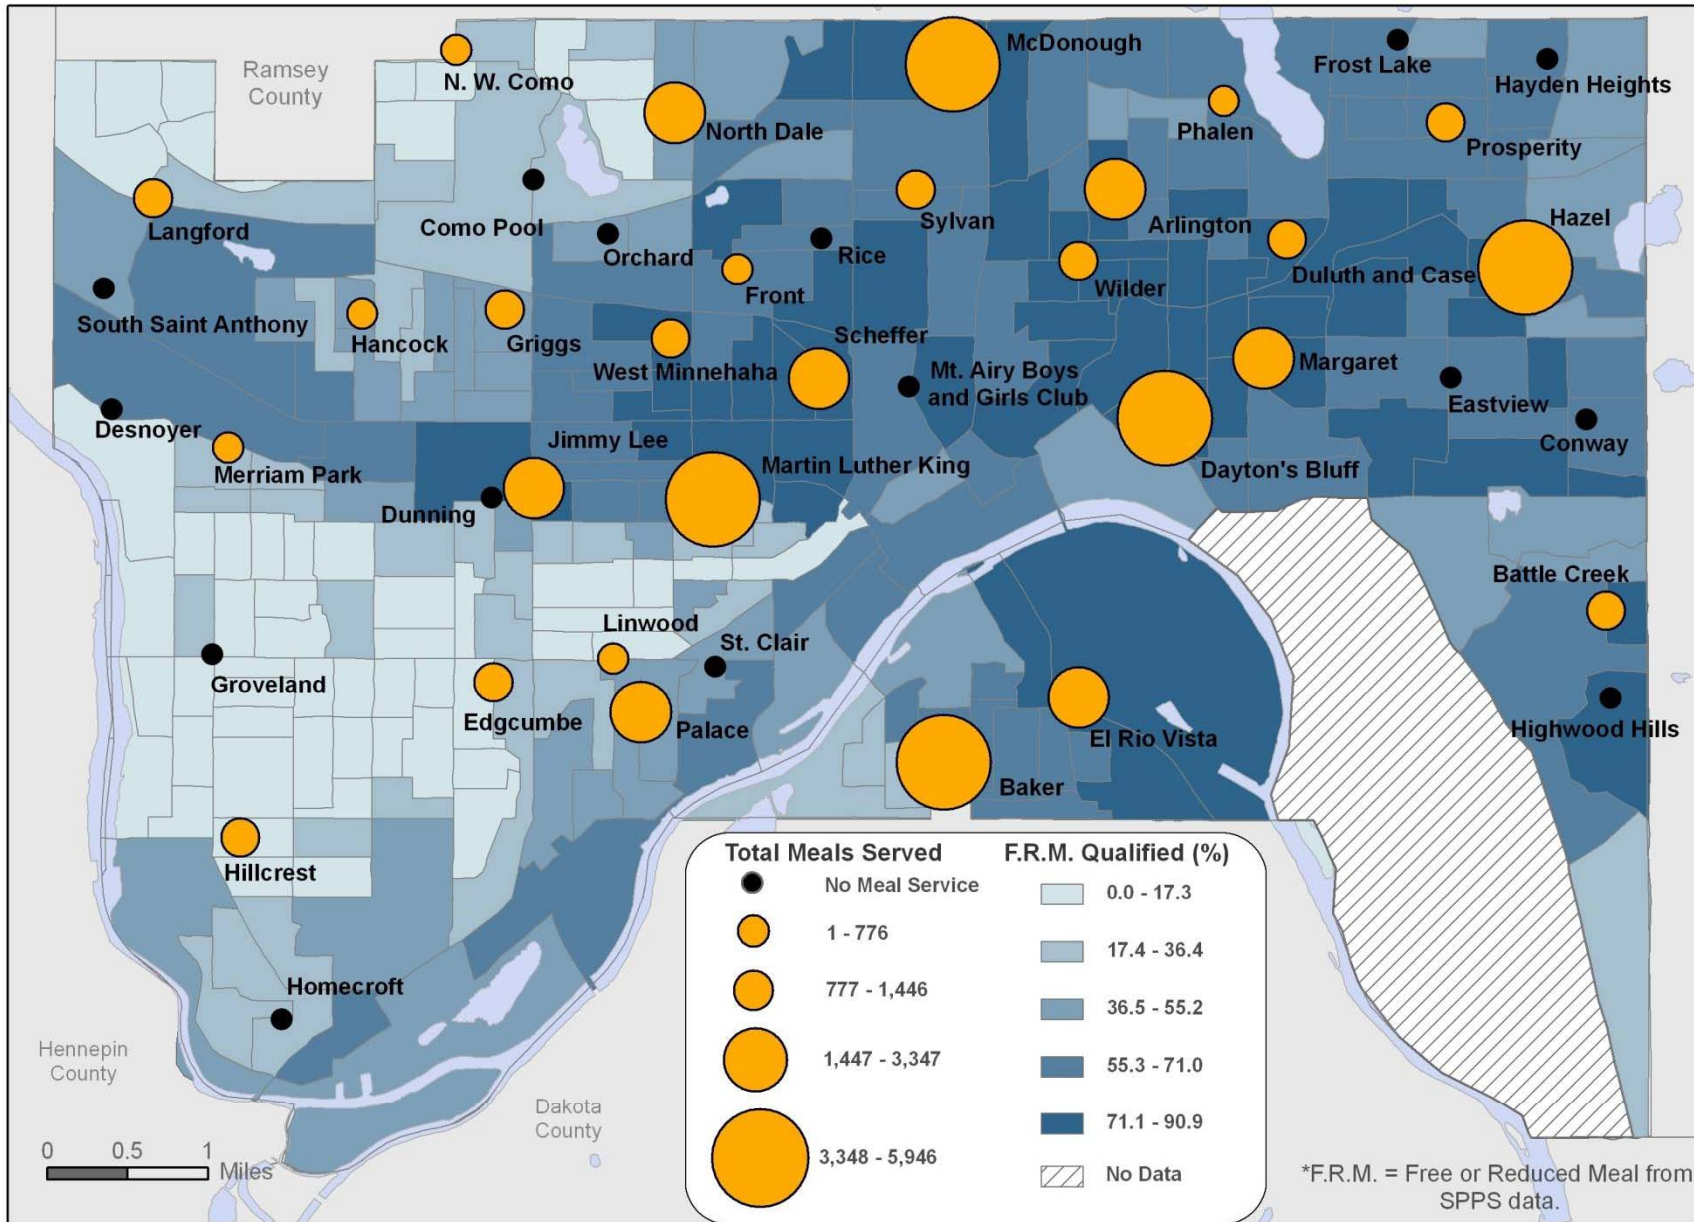 McDonough
Frost Lake
Hayden Heights
Ramsey
County
N. W. Como
North Dale
Phalen
Prosperity
Langford
Como Pool
Orchard
Rice
Sylvan
Arlington
Hazel
Front
Wilder
Duluth and Case
South Saint Anthony
Hancock
Griggs
West Minnehaha
Scheffer
Mt. Airy Boys
and Girls Club
Margaret
Eastview
Conway
Desnoyer
Merriam Park
Jimmy Lee
Martin Luther King
Dayton's Bluff
Dunning
Battle Creek
Linwood
St. Clair
Groveland
Edgcumbe
Palace
El Rio Vista
Highwood Hills
Baker
Hillcrest
Homecroft
Hennepin
County
Dakota
County
Total Meals Served
No Meal Service
1 - 776
777 - 1,446
1,447 - 3,347
3,348 - 5,946
F.R.M. Qualified (%)
0.0 - 17.3
17.4 - 36.4
36.5 - 55.2
55.3 - 71.0
71.1 - 90.9
No Data
0 0.5 1
Miles
*F.R.M. = Free or Reduced Meal from
SPPS data.